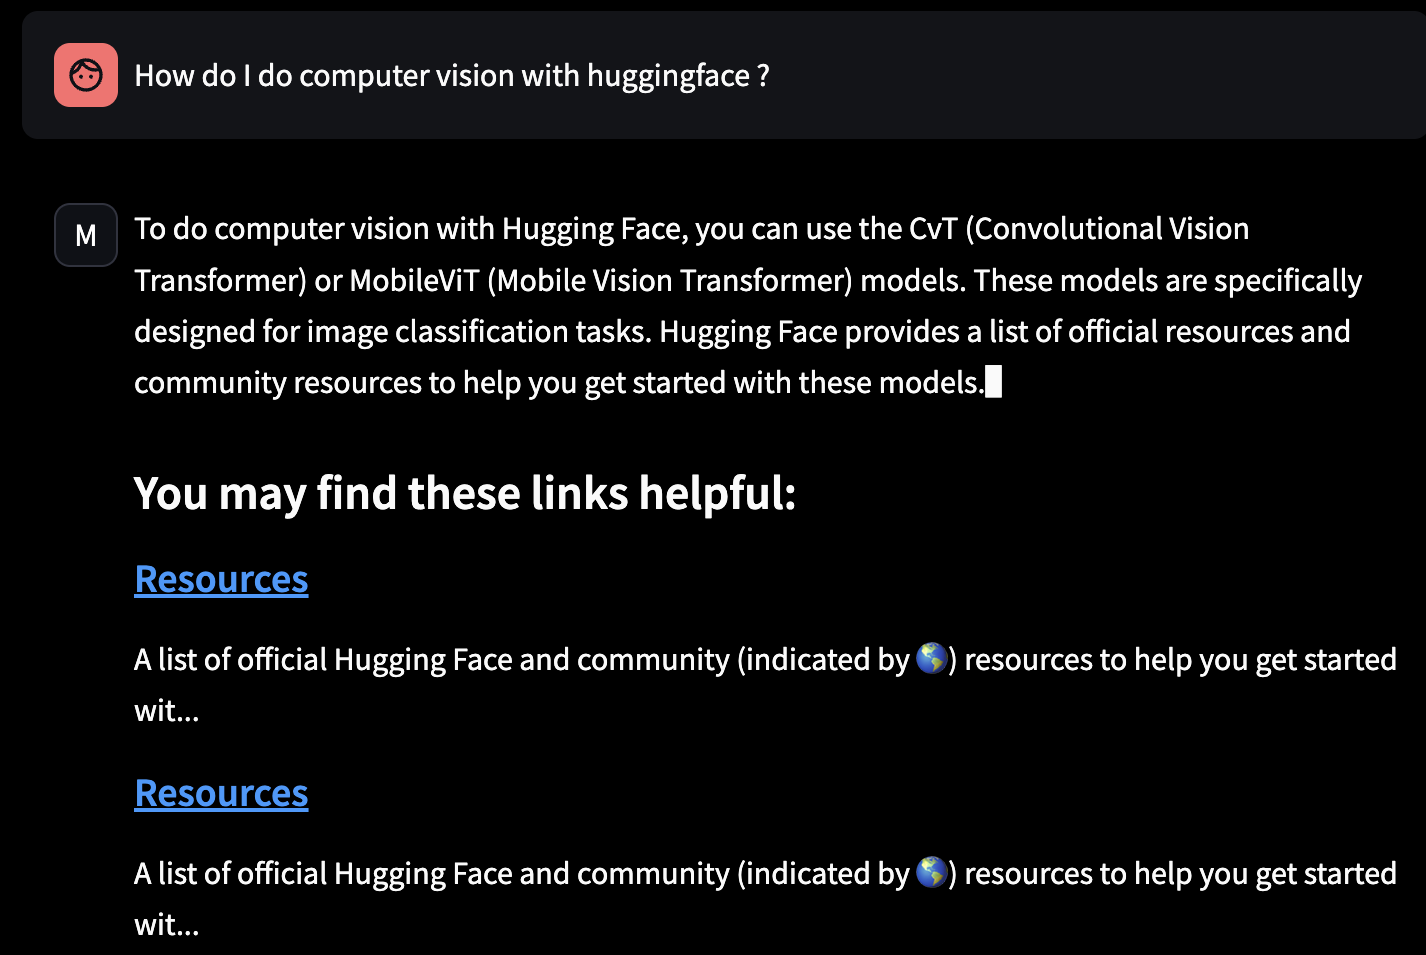 How do I do computer vision with huggingface ?
M
To do computer vision with Hugging Face, you can use the CvT (Convolutional Vision
Transformer) or MobileViT (Mobile Vision Transformer) models. These models are specifically
designed for image classification tasks. Hugging Face provides a list of official resources and
community resources to help you get started with these models.
You may find these links helpful:
Resources
A list of official Hugging Face and community (indicated by 🌎) resources to help you get started
wit...
Resources
A list of official Hugging Face and community (indicated by 🌎) resources to help you get started
wit...